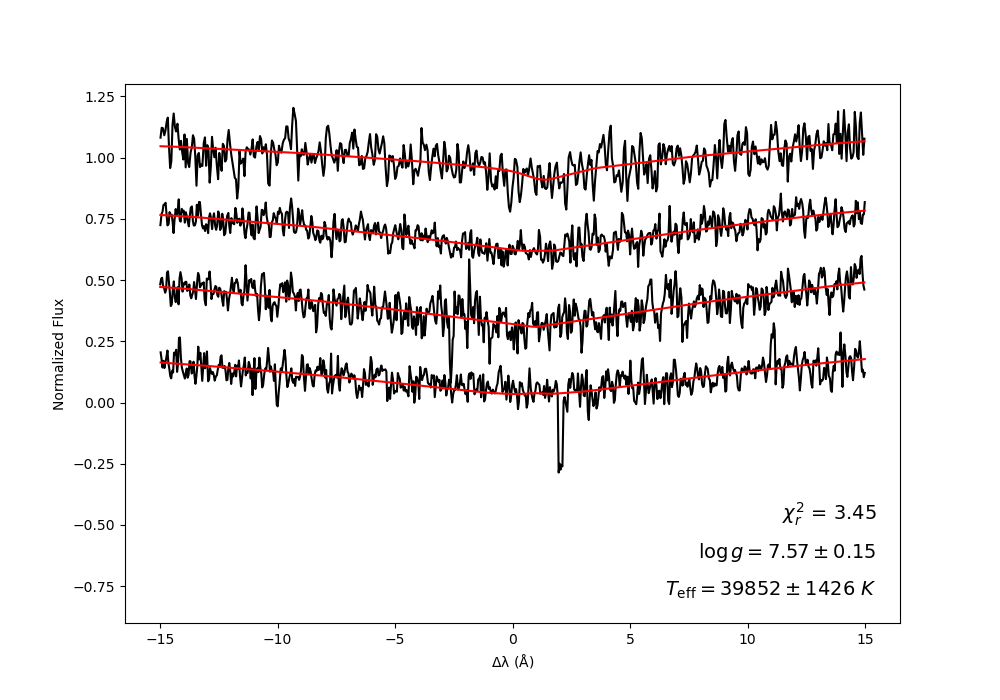 1.25
1.00
0.75
0.50
0.25
0.00
−0.25
−0.50
−0.75
Normalized Flux
χ²ᵣ = 3.45
log g = 7.57 ± 0.15
T_eff = 39852 ± 1426 K
−15 −10 −5 0 5 10 15
Δλ (Å)